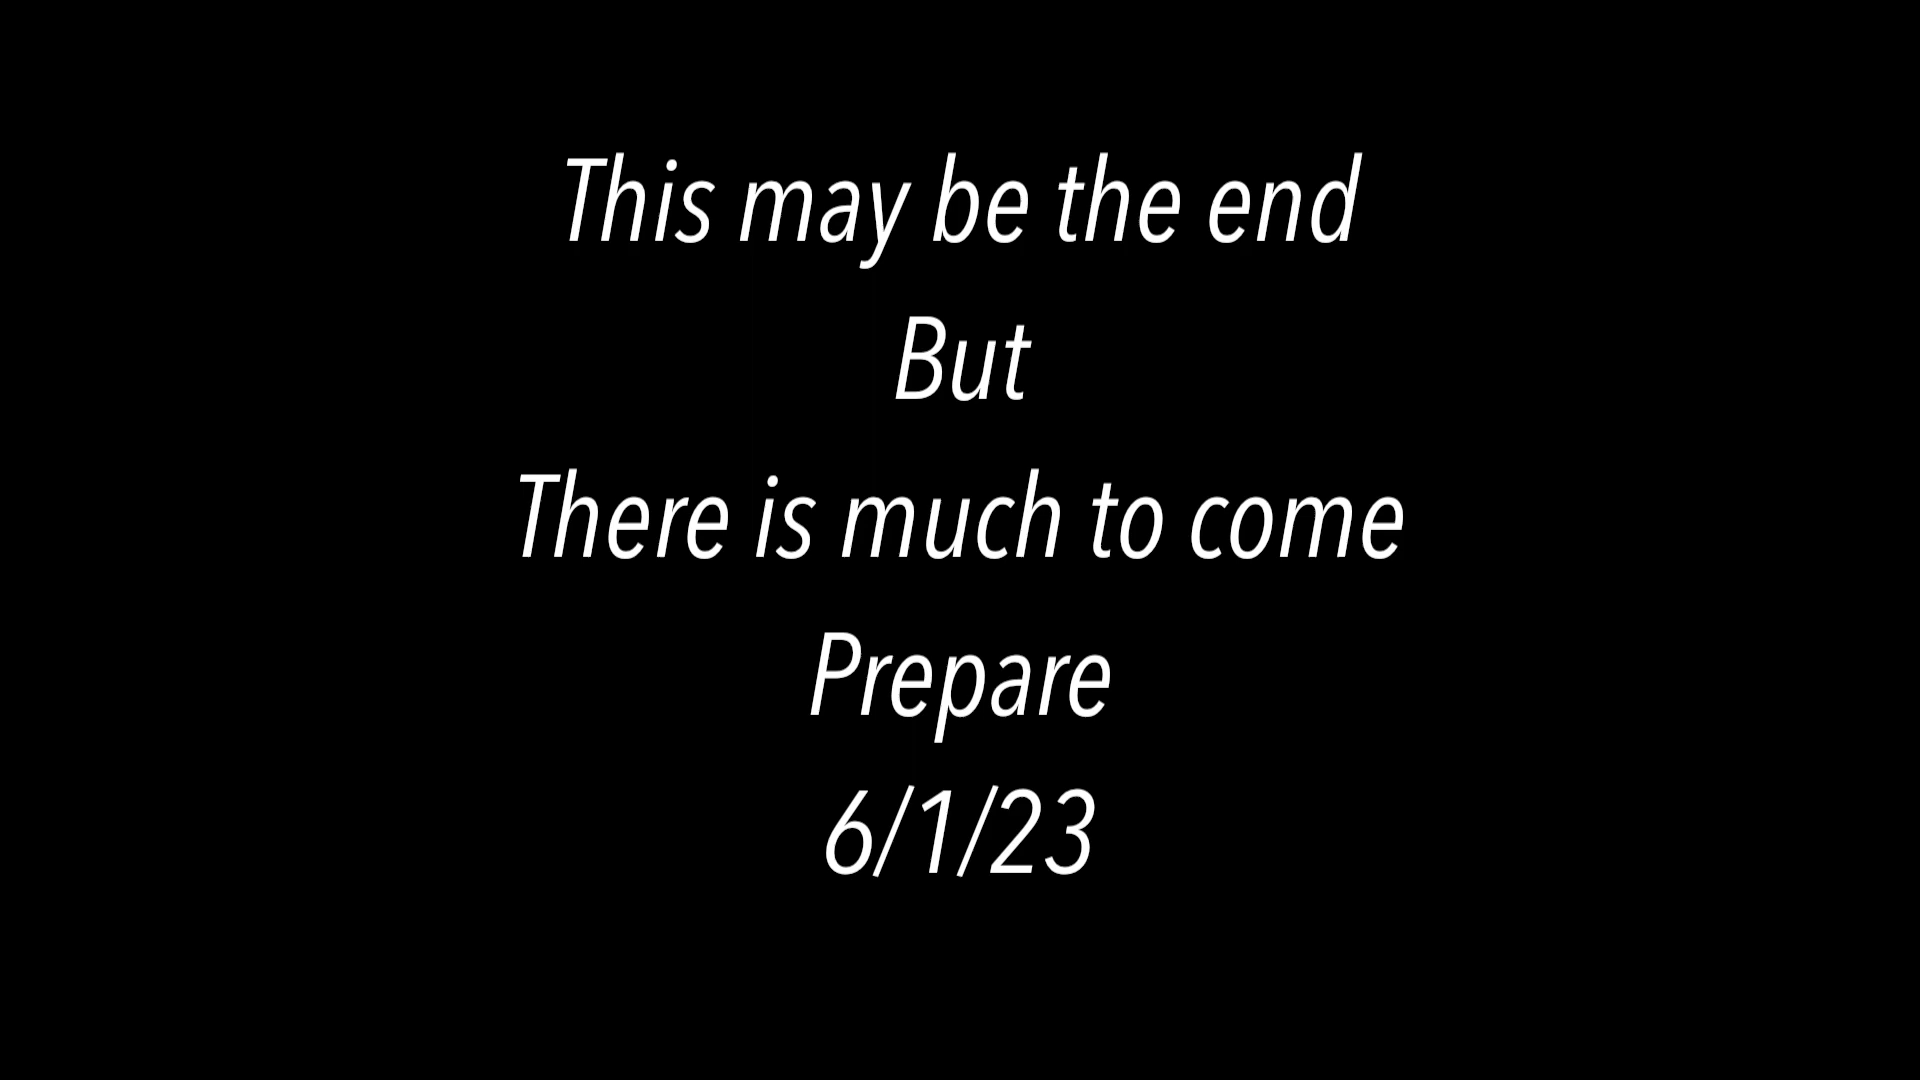 This may be the end
But
There is much to come
Prepare
6/1/23